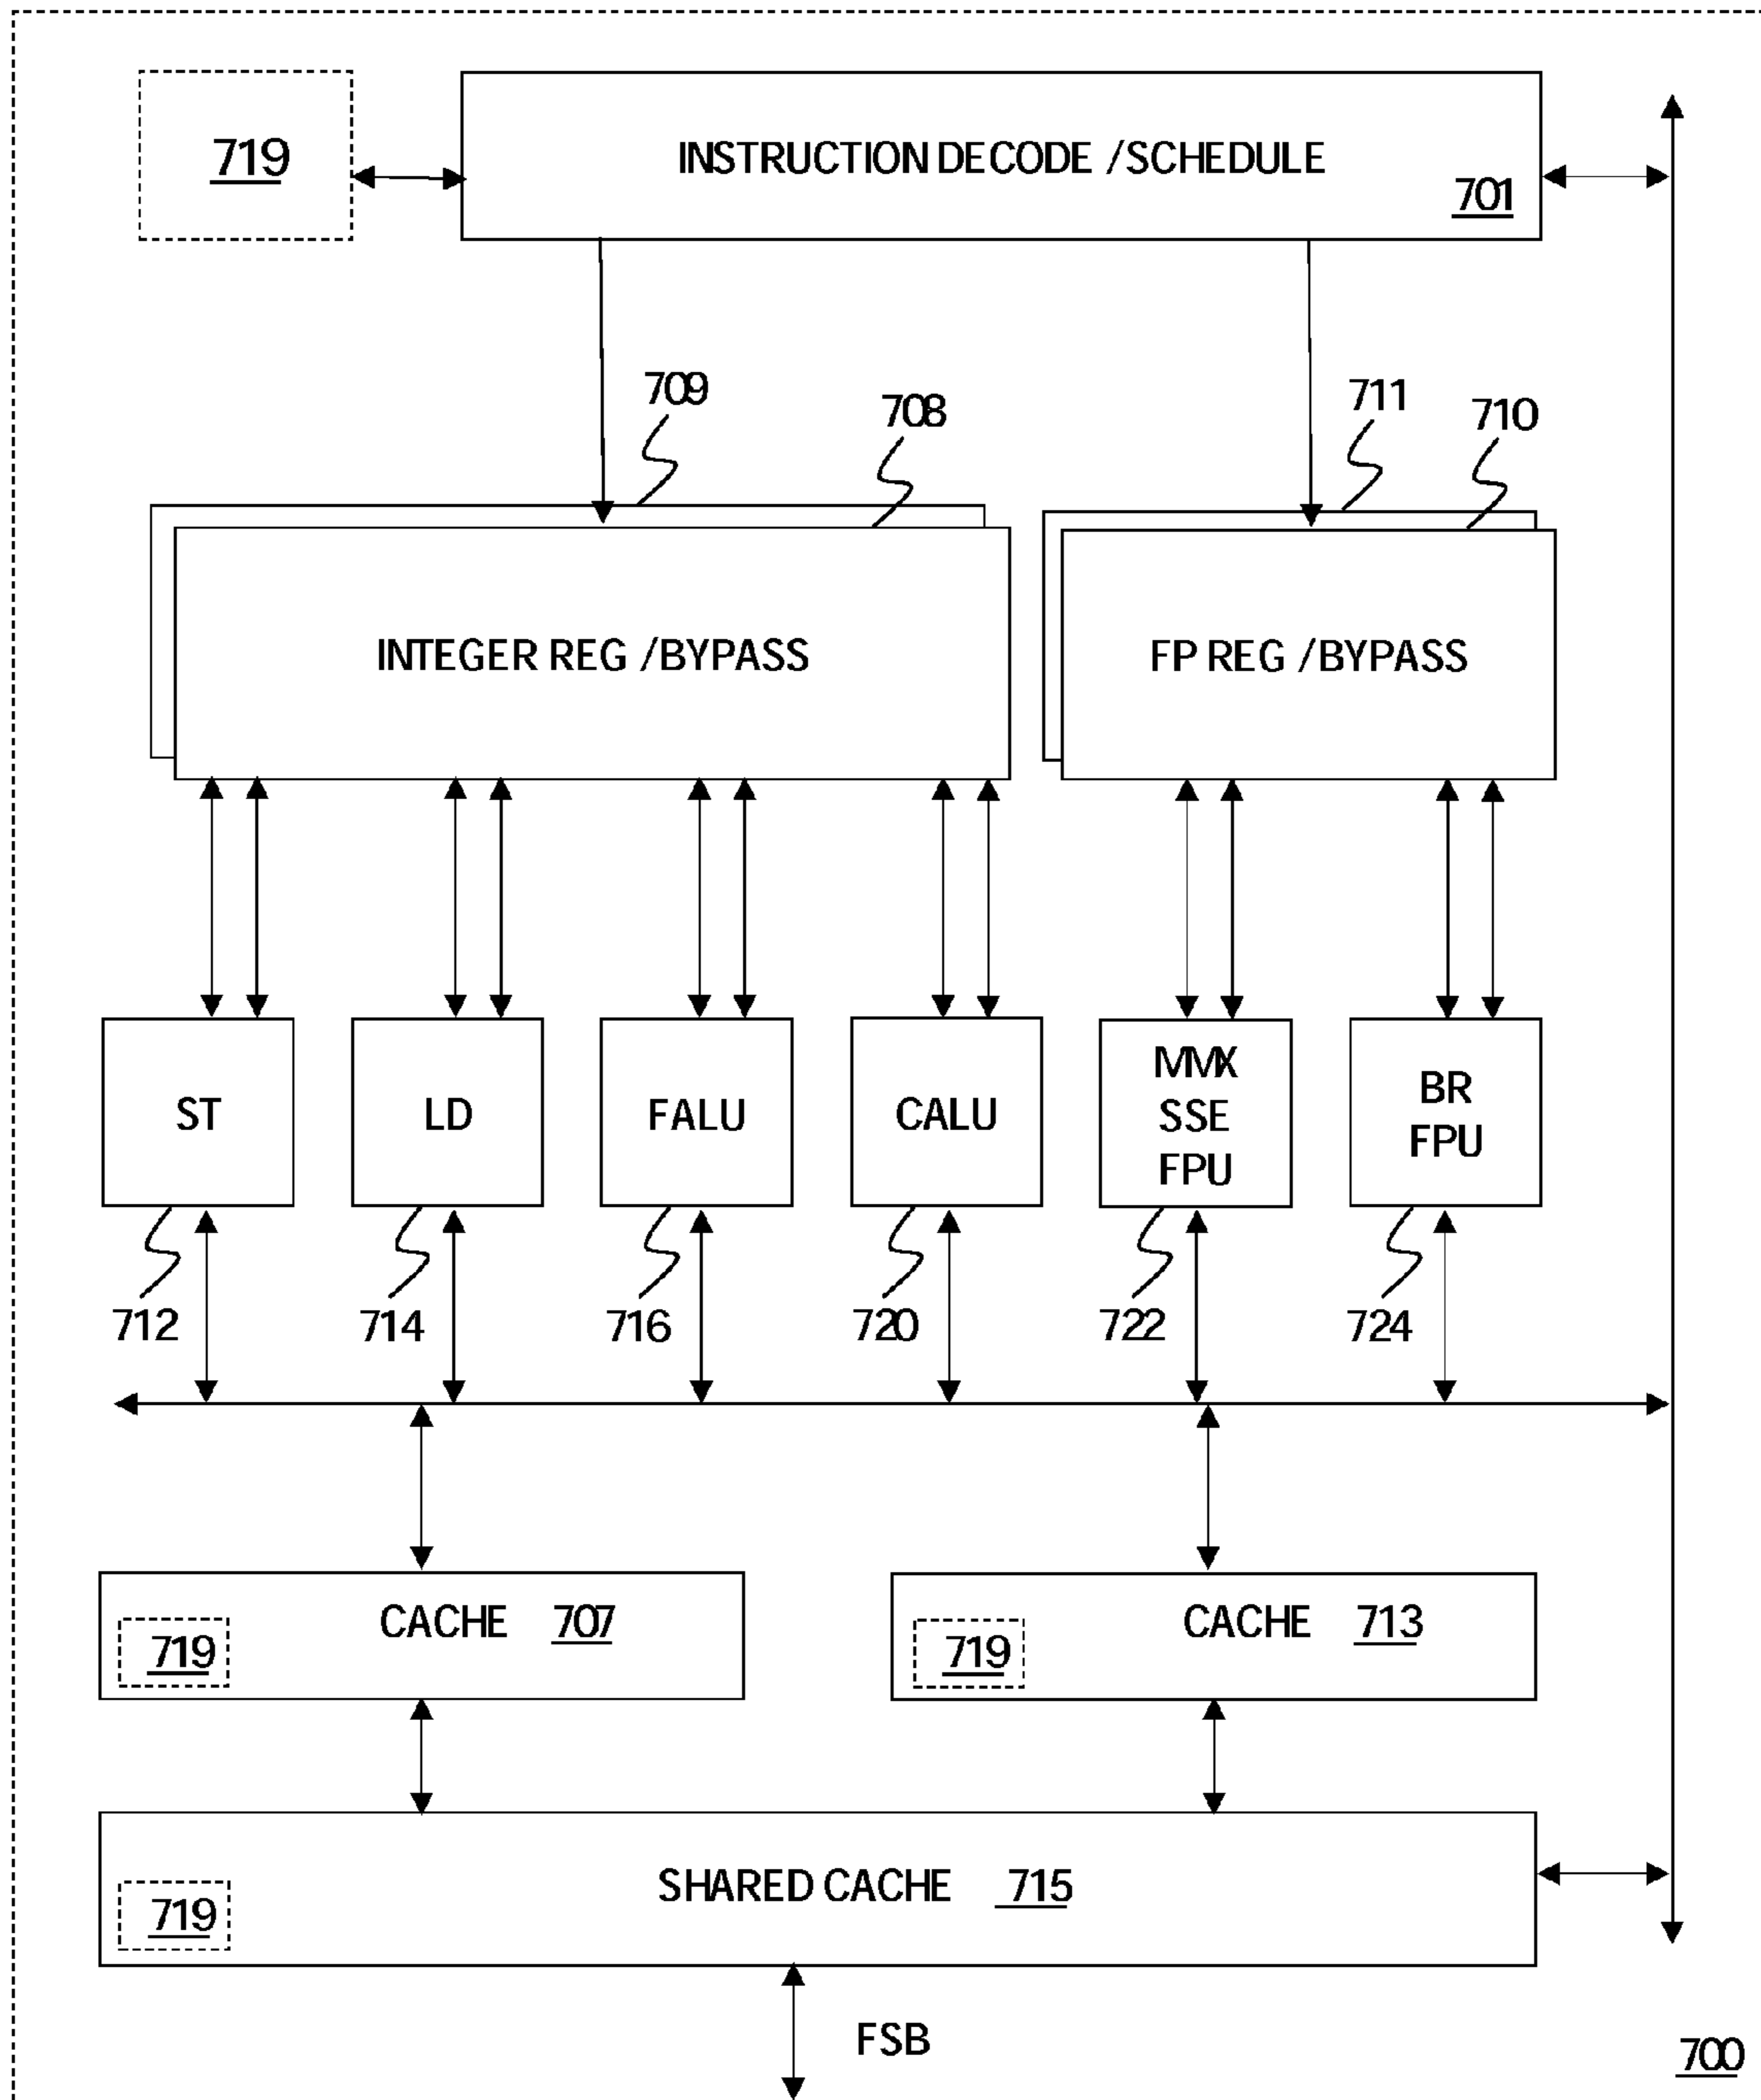 719
INSTRUCTION DECODE /SCHEDULE
701
709
708
711
710
INTEGER REG /BYPASS
FP REG /BYPASS
ST
LD
FALU
CALU
MMX
SSE
FPU
BR
FPU
712
714
716
720
722
724
CACHE 707
719
CACHE 713
719
SHARED CACHE 715
719
FSB
700